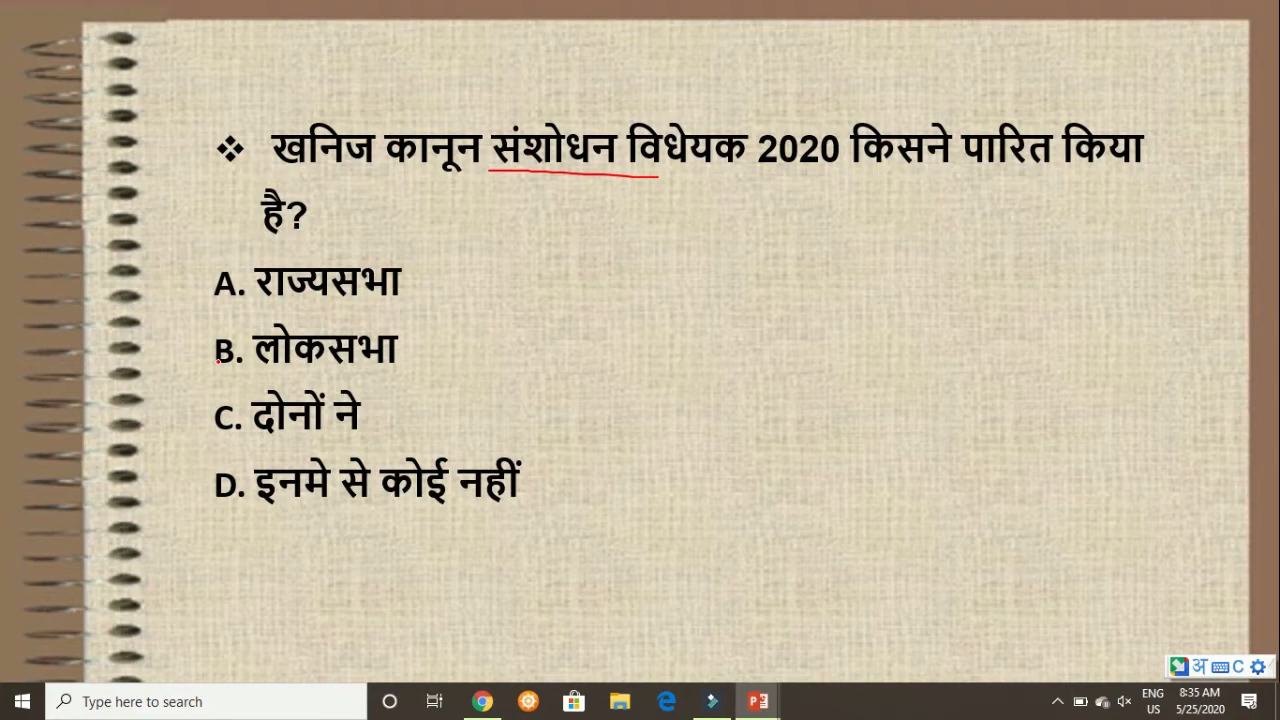 ❖ खनिज कानून संशोधन विधेयक 2020 किसने पारित किया
है?
A. राज्यसभा
B. लोकसभा
C. दोनों ने
D. इनमे से कोई नहीं
अ C
Type here to search
ENG
US
8:35 AM
5/25/2020